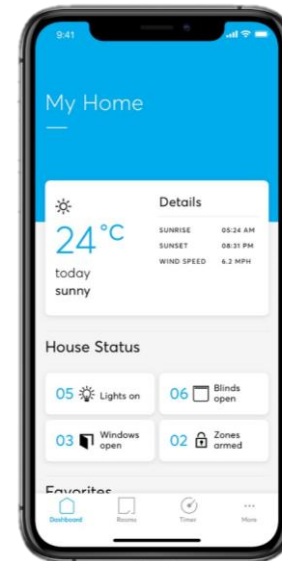 9:41
My Home
24°C
today
sunny
Details
SUNRISE 05:24 AM
SUNSET 08:31 PM
WIND SPEED 6.2 MPH
House Status
05 Lights on
06 Blinds open
03 Windows open
02 Zones armed
Favorites
Dashboard Rooms Timer More